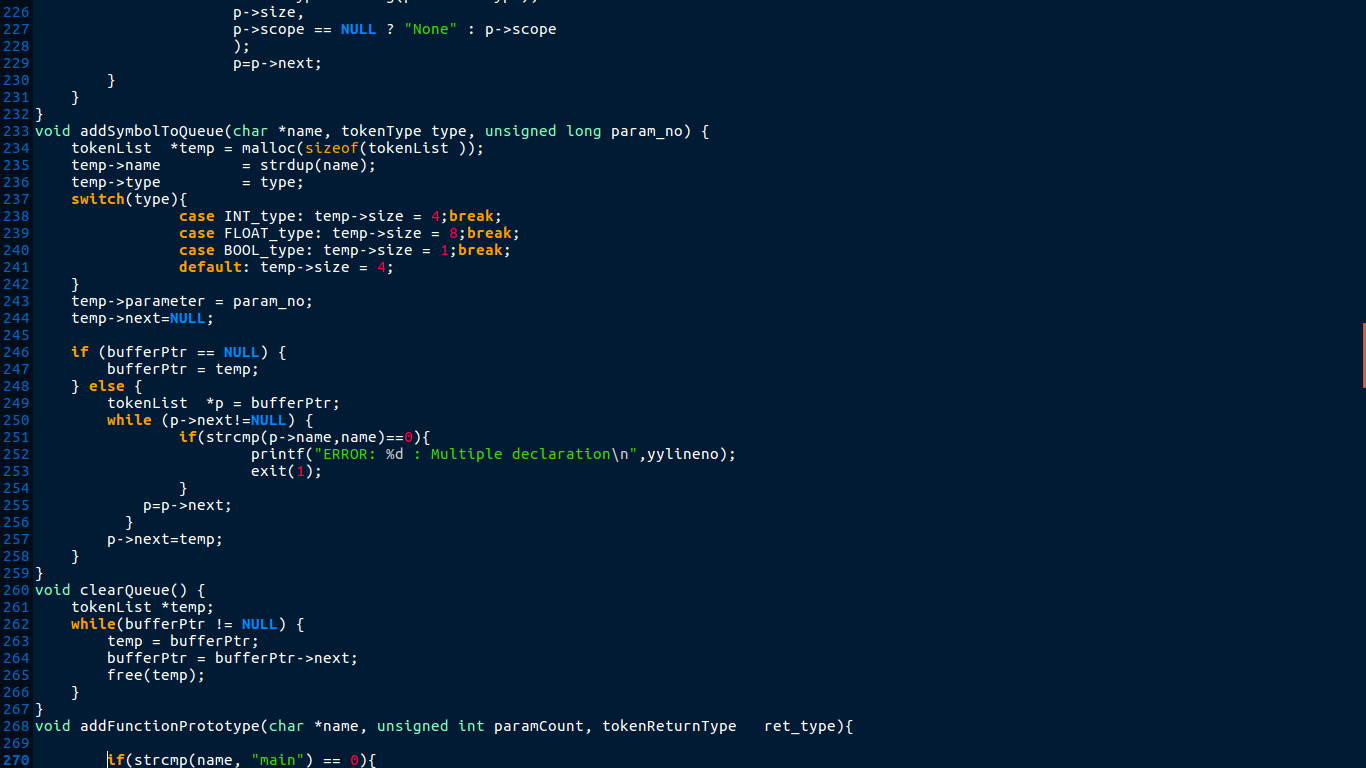 226                       p->size,
227                       p->scope == NULL ? "None" : p->scope
228                       );
229                       p=p->next;
230         }
231     }
232 }
233 void addSymbolToQueue(char *name, tokenType type, unsigned long param_no) {
234     tokenList  *temp = malloc(sizeof(tokenList ));
235     temp->name         = strdup(name);
236     temp->type         = type;
237     switch(type){
238                 case INT_type: temp->size = 4;break;
239                 case FLOAT_type: temp->size = 8;break;
240                 case BOOL_type: temp->size = 1;break;
241                 default: temp->size = 4;
242     }
243     temp->parameter = param_no;
244     temp->next=NULL;
245
246     if (bufferPtr == NULL) {
247         bufferPtr = temp;
248     } else {
249         tokenList  *p = bufferPtr;
250         while (p->next!=NULL) {
251                 if(strcmp(p->name,name)==0){
252                         printf("ERROR: %d : Multiple declaration\n",yylineno);
253                         exit(1);
254                 }
255             p=p->next;
256           }
257         p->next=temp;
258     }
259 }
260 void clearQueue() {
261     tokenList *temp;
262     while(bufferPtr != NULL) {
263         temp = bufferPtr;
264         bufferPtr = bufferPtr->next;
265         free(temp);
266     }
267 }
268 void addFunctionPrototype(char *name, unsigned int paramCount, tokenReturnType   ret_type){
269
270         if(strcmp(name, "main") == 0){